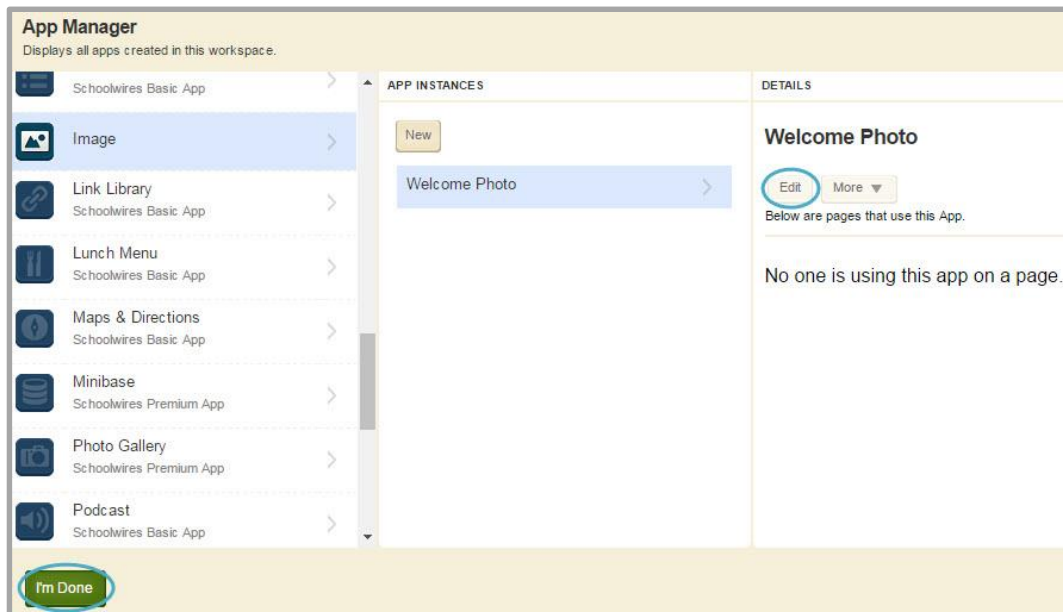 App Manager
Displays all apps created in this workspace.
Schoolwires Basic App
Image
Link Library
Schoolwires Basic App
Lunch Menu
Schoolwires Basic App
Maps & Directions
Schoolwires Basic App
Minibase
Schoolwires Premium App
Photo Gallery
Schoolwires Premium App
Podcast
Schoolwires Basic App
APP INSTANCES
New
Welcome Photo
DETAILS
Welcome Photo
Edit More
Below are pages that use this App.
No one is using this app on a page.
I'm Done